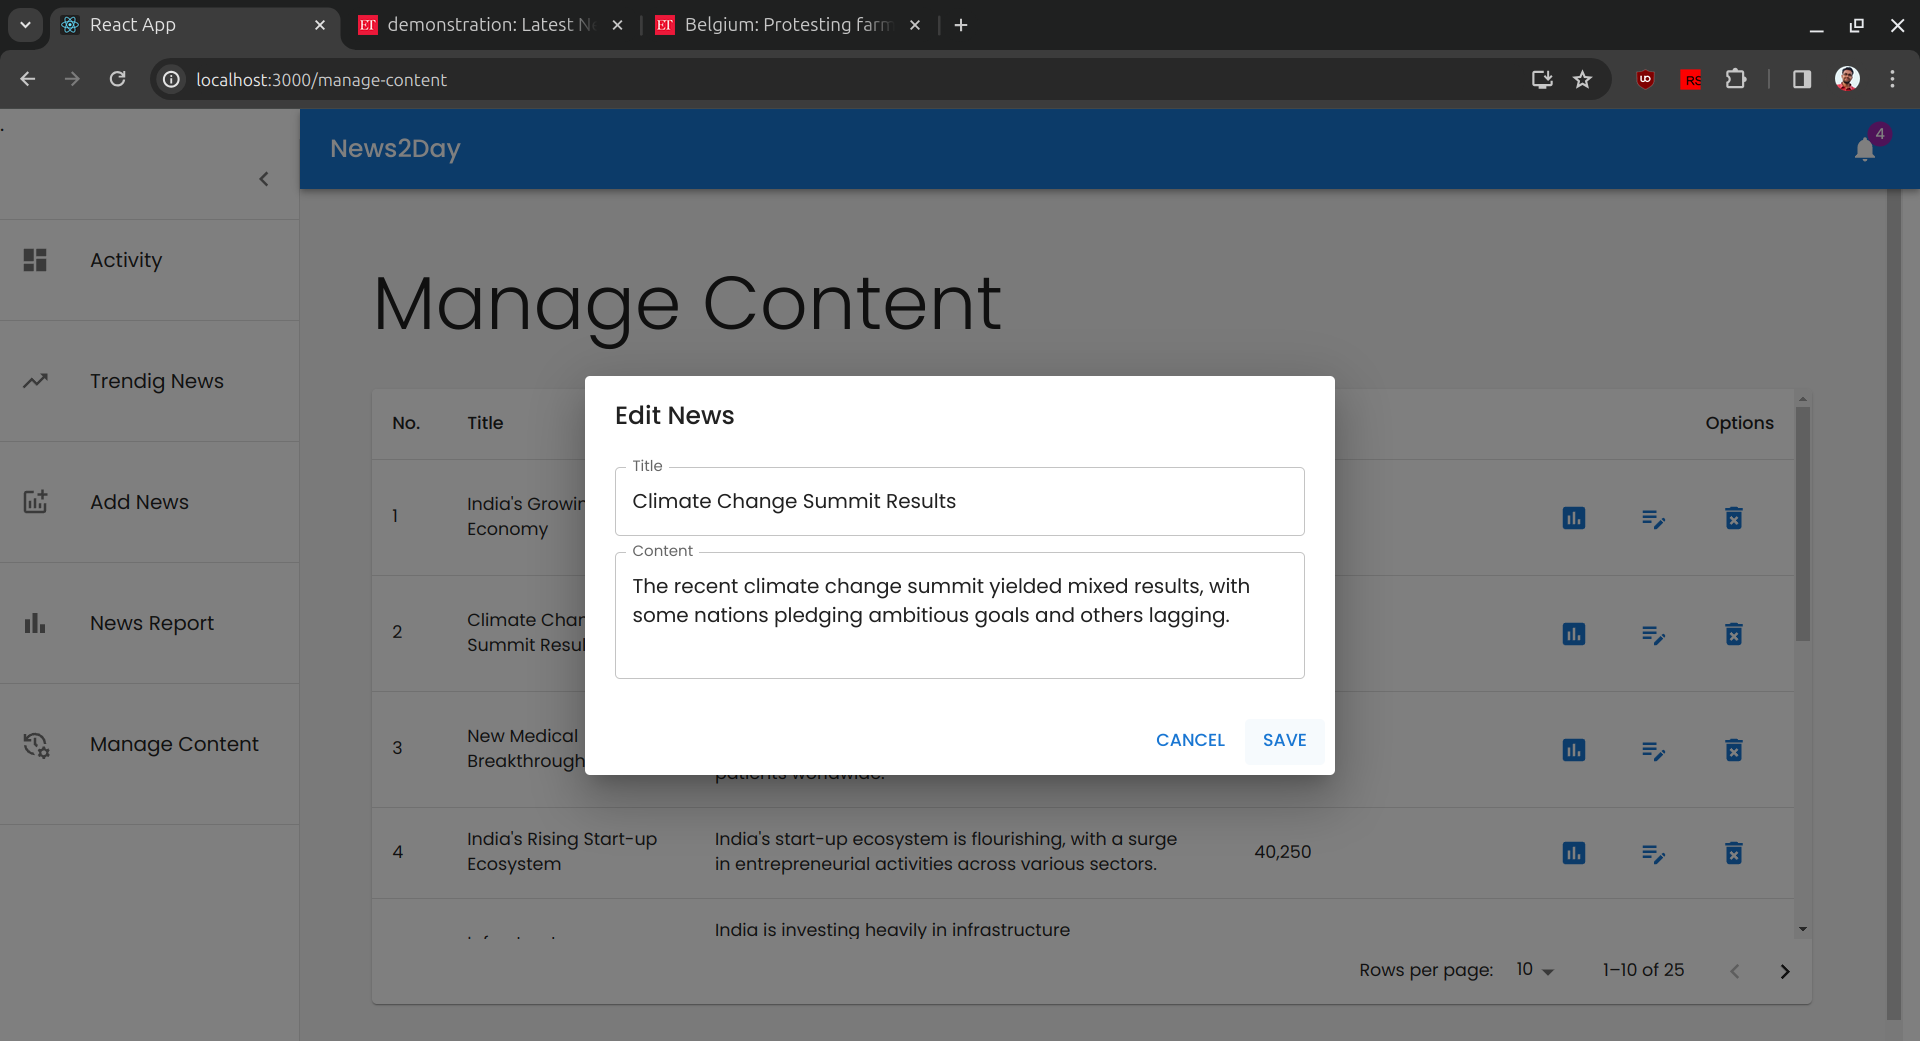 React App
demonstration: Latest Ne
Belgium: Protesting farm
localhost:3000/manage-content
RS
.
News2Day
4
Activity
Trendig News
Add News
News Report
Manage Content
Manage Content
No. Title Options
1 India's Growin
Economy
2 Climate Chan
Summit Resul
3 New Medical
Breakthrough
patients worldwide.
4 India's Rising Start-up
Ecosystem
India's start-up ecosystem is flourishing, with a surge
in entrepreneurial activities across various sectors.
40,250
India is investing heavily in infrastructure
Rows per page: 10 1–10 of 25
Edit News
Title
Climate Change Summit Results
Content
The recent climate change summit yielded mixed results, with
some nations pledging ambitious goals and others lagging.
CANCEL SAVE